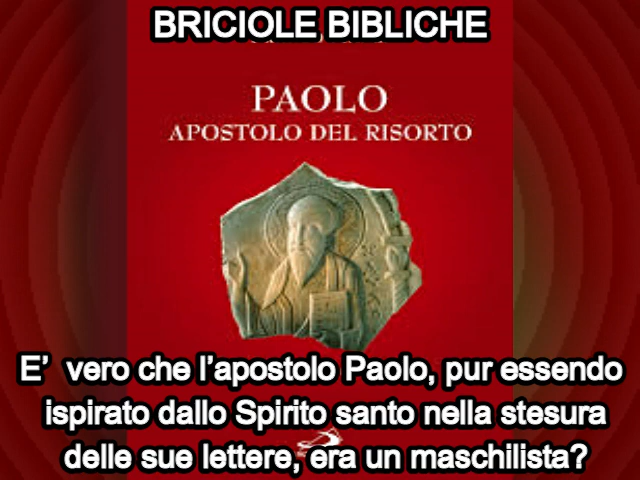 BRICIOLE BIBLICHE
PAOLO
APOSTOLO DEL RISORTO
E’ vero che l’apostolo Paolo, pur essendo
ispirato dallo Spirito santo nella stesura
delle sue lettere, era un maschilista?